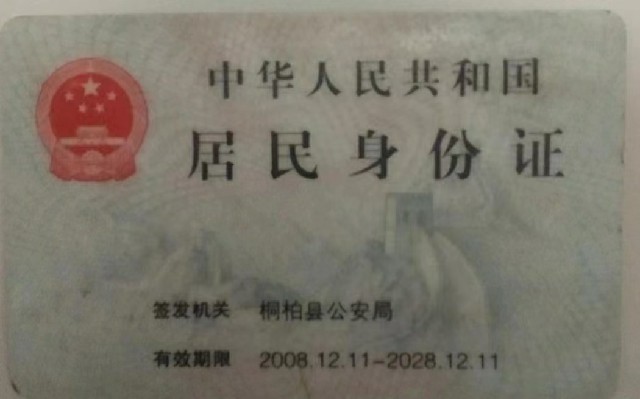 中华人民共和国
居民身份证
签发机关 桐柏县公安局
有效期限 2008.12.11-2028.12.11